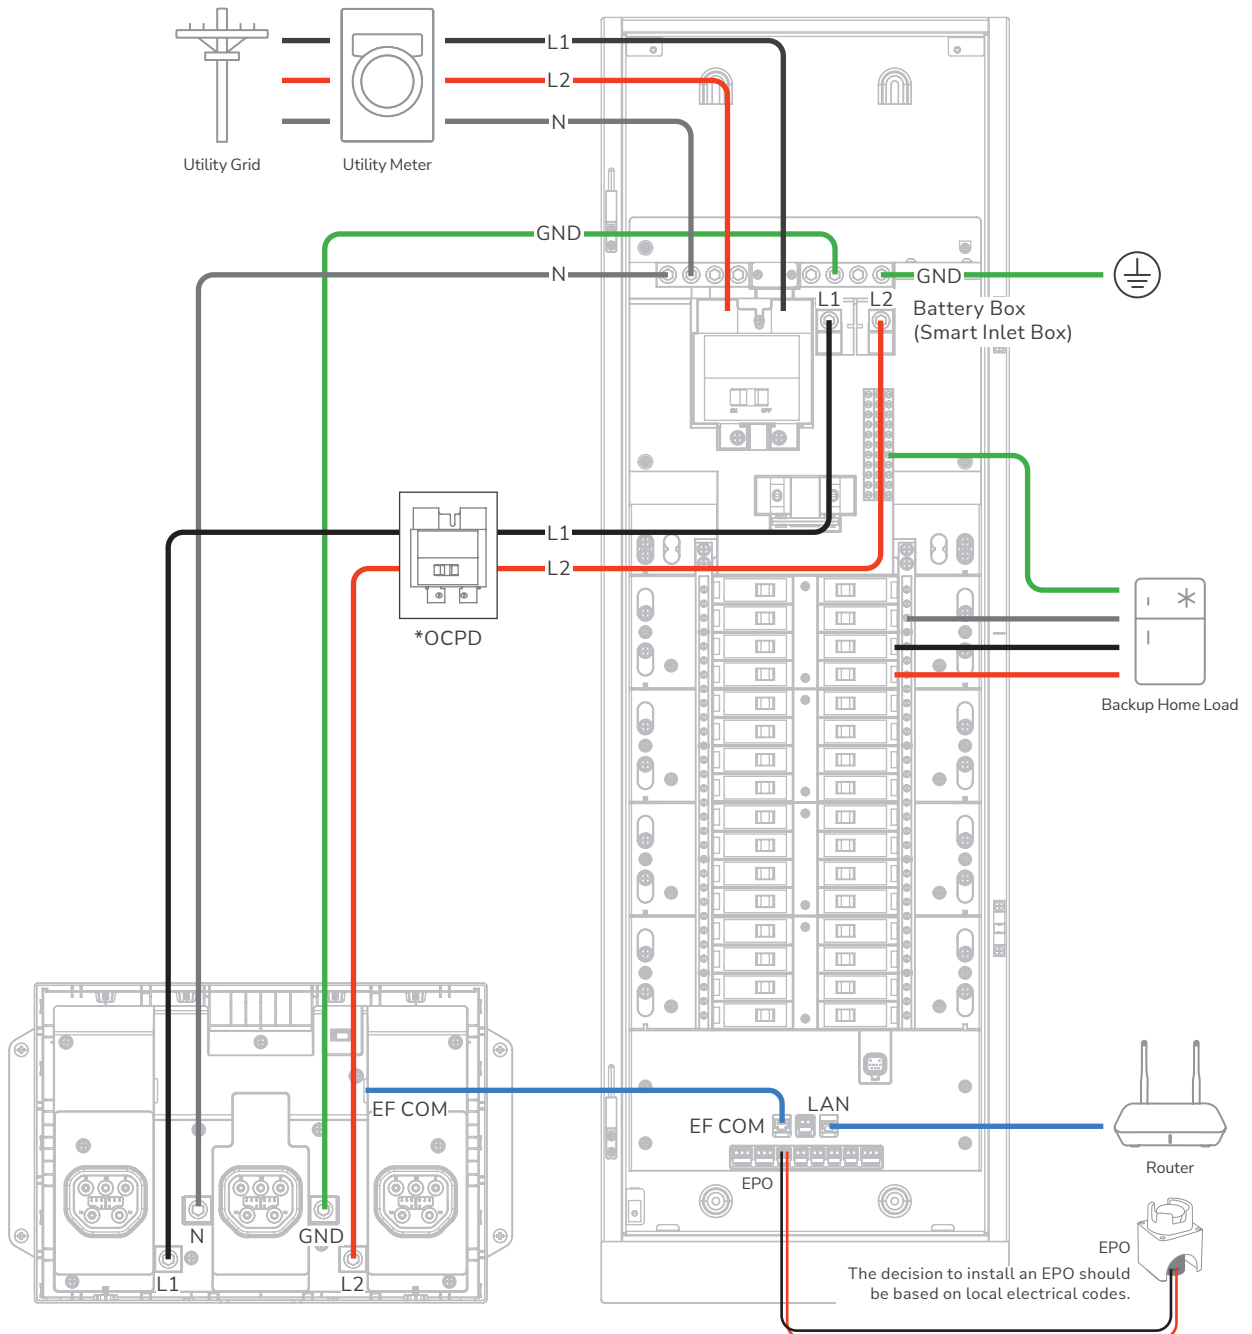 L1
L2
N
Utility Grid
Utility Meter
GND
N
GND
L1
L2
Battery Box
(Smart Inlet Box)
ON
OFF
L1
L2
*OCPD
Backup Home Load
EF COM
EF COM
LAN
Router
EPO
N
GND
L1
L2
EPO
The decision to install an EPO should
be based on local electrical codes.